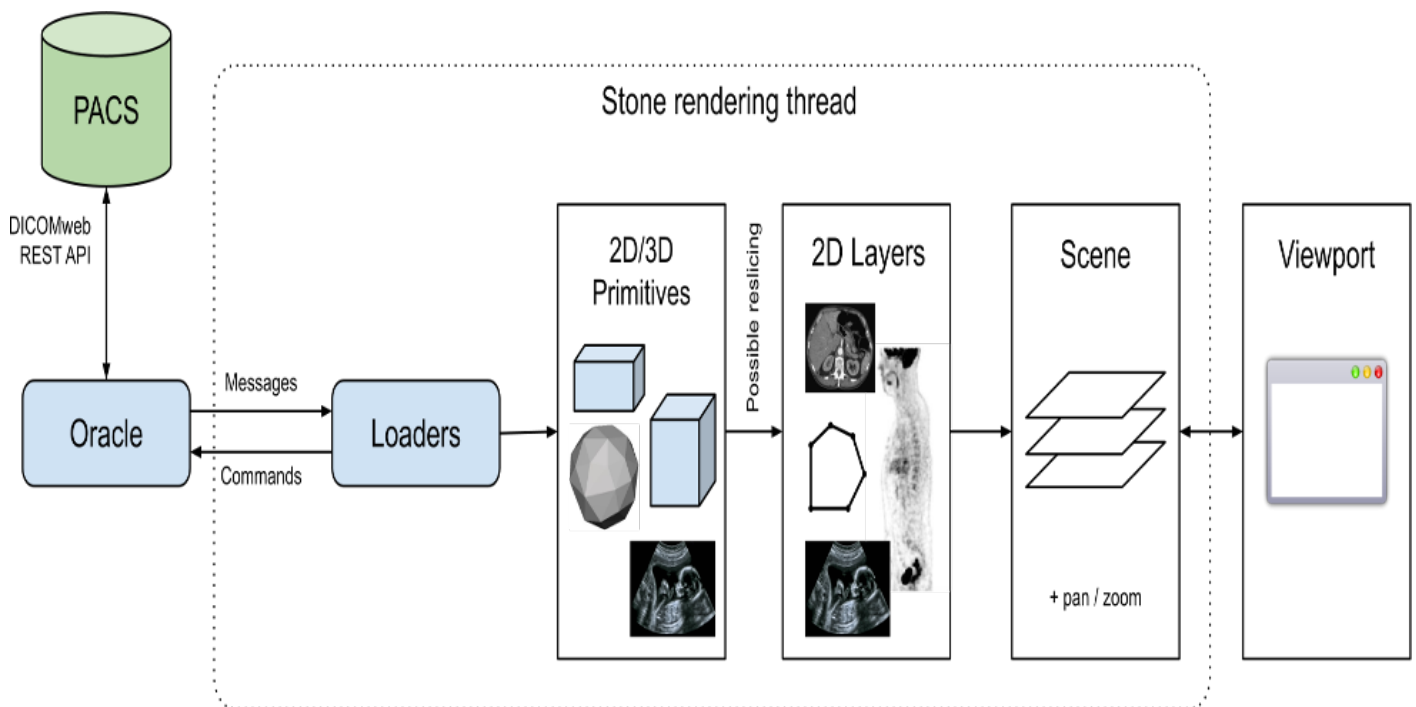 PACS
Stone rendering thread
DICOMweb
REST API
2D/3D
Primitives
Possible reslicing
2D Layers
Scene
Viewport
Messages
Oracle
Loaders
Commands
+ pan / zoom